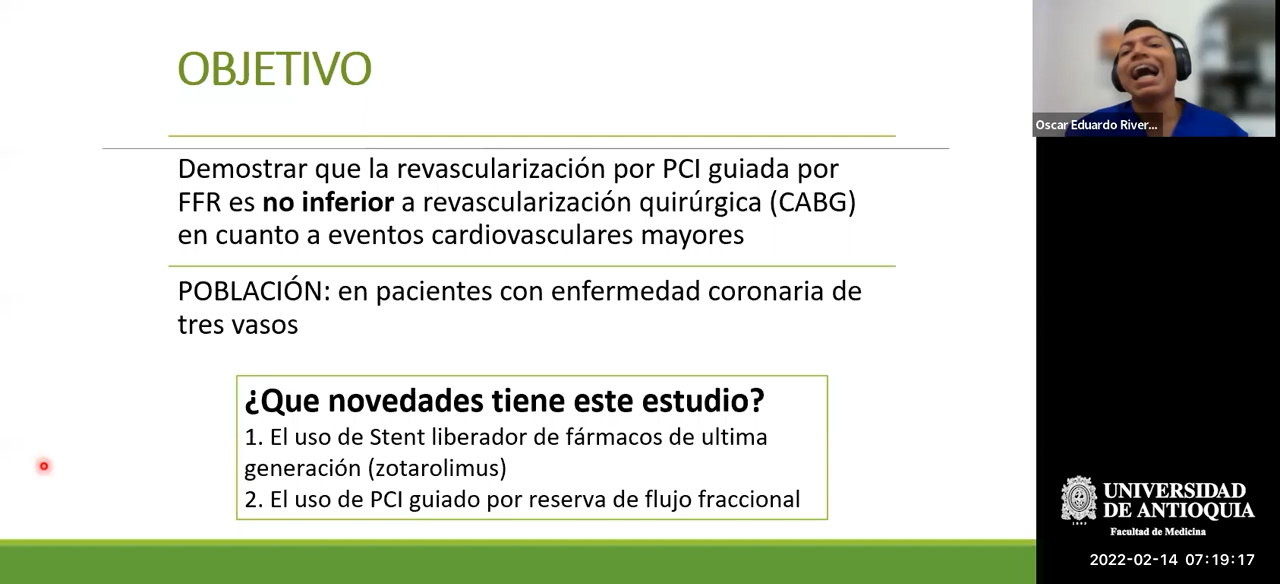 OBJETIVO
Demostrar que la revascularización por PCI guiada por
FFR es no inferior a revascularización quirúrgica (CABG)
en cuanto a eventos cardiovasculares mayores
POBLACIÓN: en pacientes con enfermedad coronaria de
tres vasos
¿Que novedades tiene este estudio?
1. El uso de Stent liberador de fármacos de ultima
generación (zotarolimus)
2. El uso de PCI guiado por reserva de flujo fraccional
Oscar Eduardo River...
UNIVERSIDAD
DE ANTIOQUIA
1803
Facultad de Medicina
2022-02-14 07:19:17